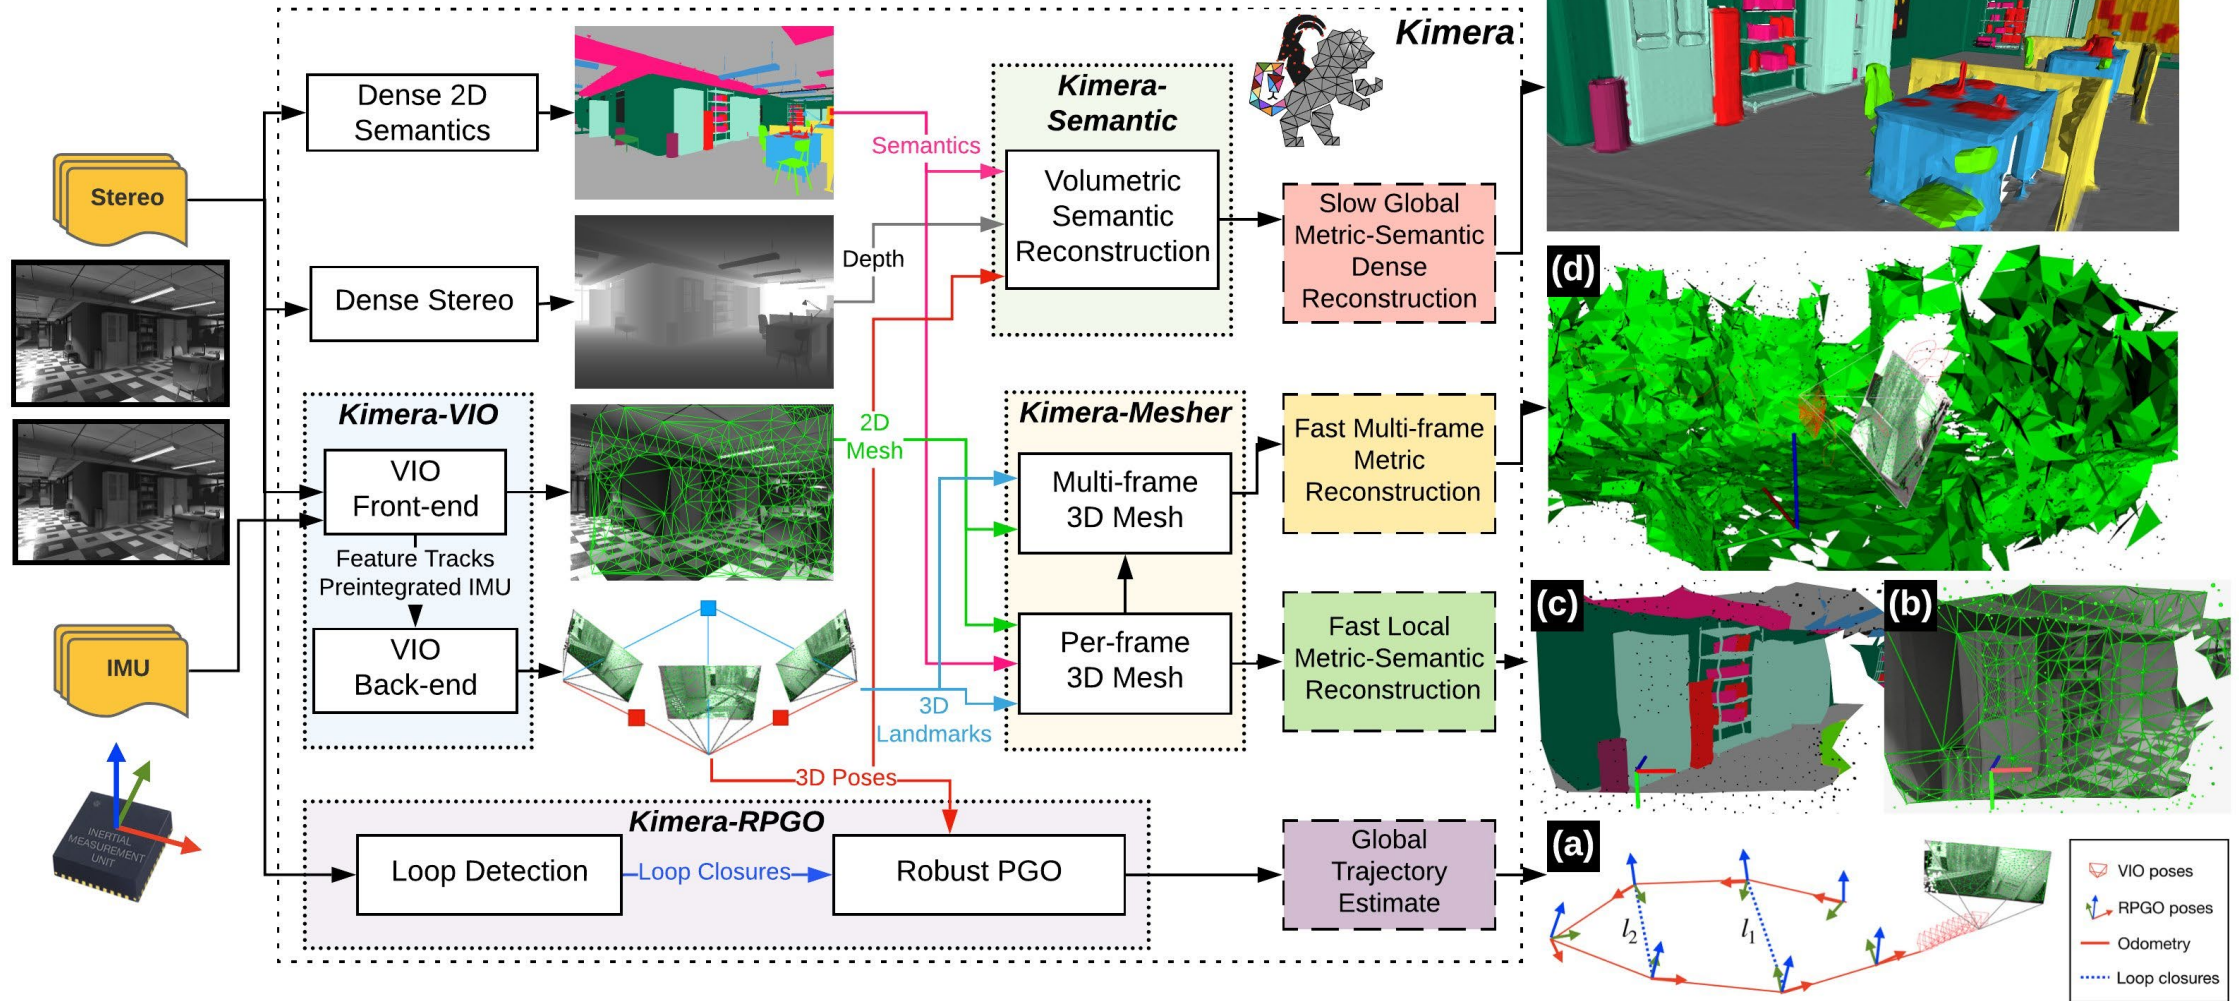 Kimera
Dense 2D
Semantics
Stereo
Dense Stereo
Semantics
Depth
Kimera-
Semantic
Volumetric
Semantic
Reconstruction
Slow Global
Metric-Semantic
Dense
Reconstruction
(d)
Kimera-VIO
VIO
Front-end
Feature Tracks
Preintegrated IMU
VIO
Back-end
IMU
INERTIAL
MEASUREMENT
UNIT
2D
Mesh
3D
Landmarks
3D Poses
Kimera-Mesher
Multi-frame
3D Mesh
Per-frame
3D Mesh
Fast Multi-frame
Metric
Reconstruction
Fast Local
Metric-Semantic
Reconstruction
(c)
(b)
Kimera-RPGO
Loop Detection
Loop Closures
Robust PGO
Global
Trajectory
Estimate
(a)
l2
l1
VIO poses
RPGO poses
Odometry
Loop closures